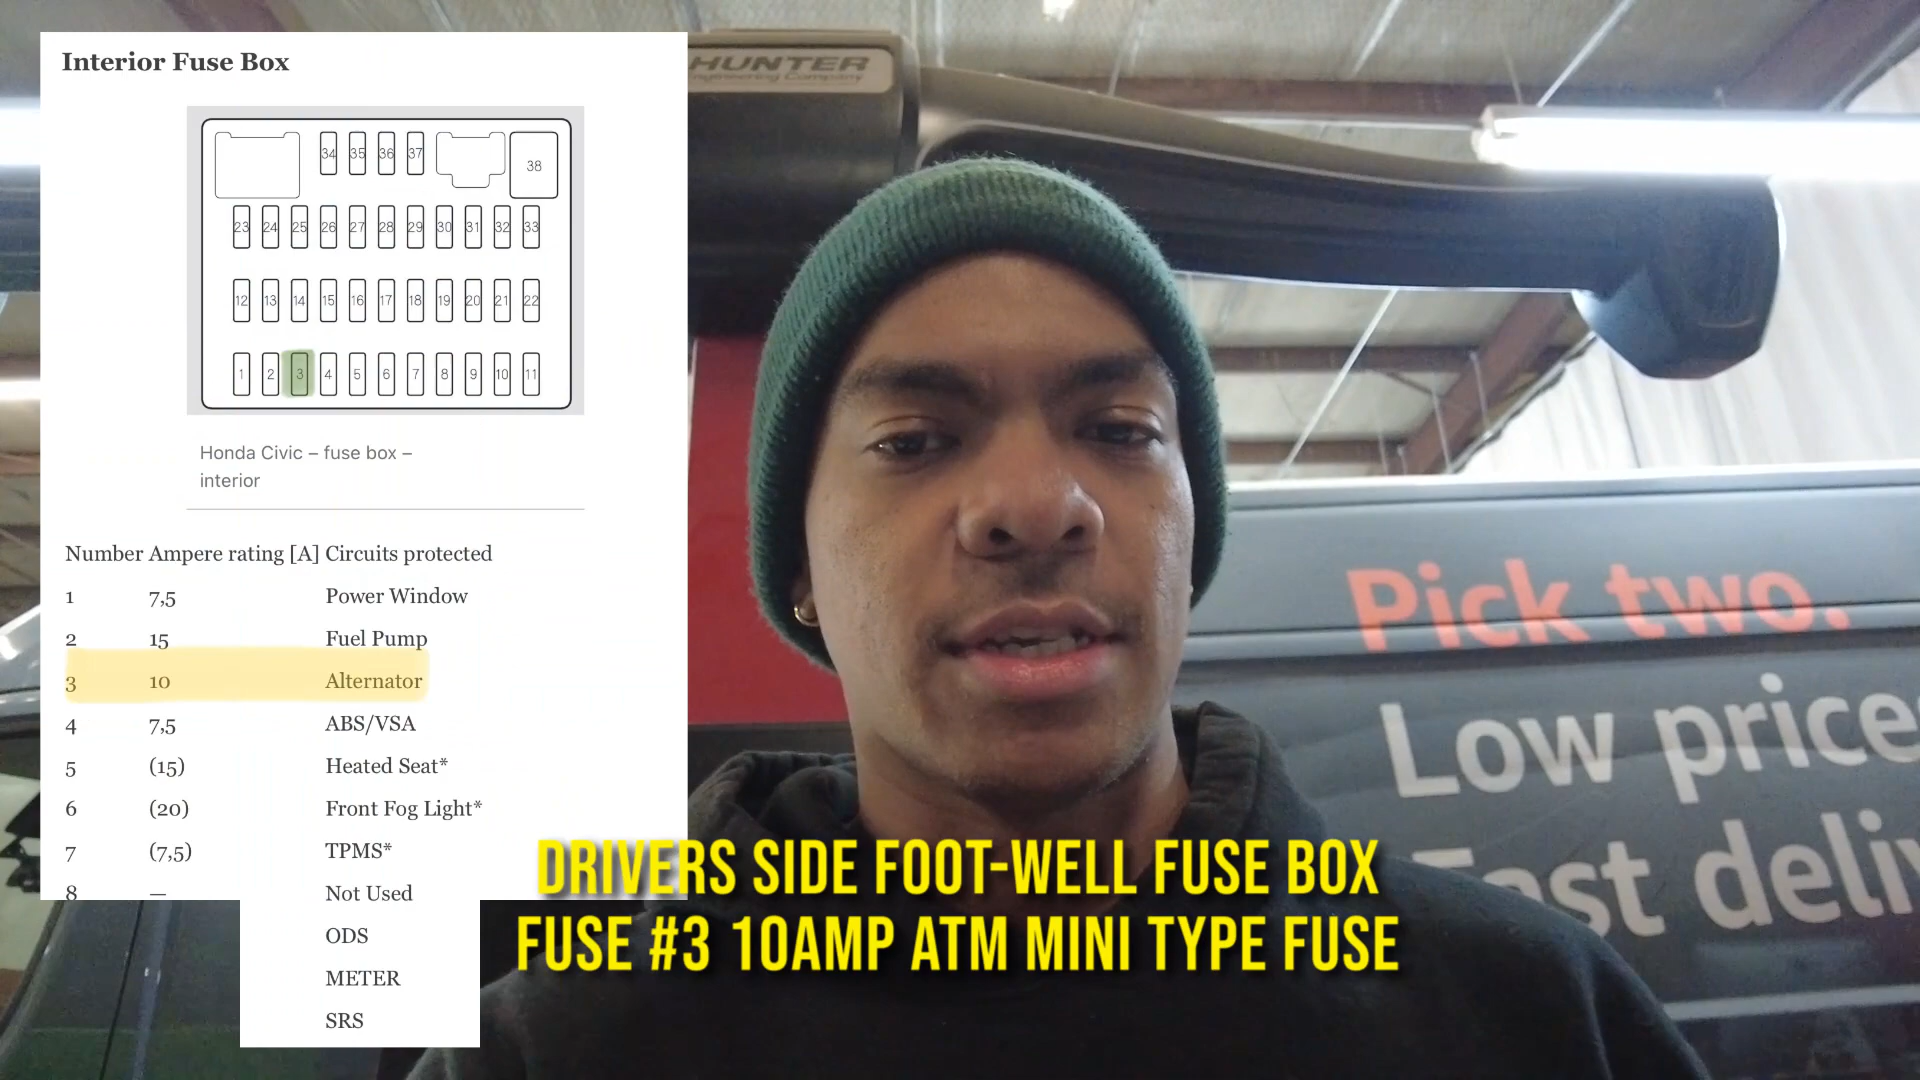 Interior Fuse Box
34 35 36 37
38
23 24 25 26 27 28 29 30 31 32 33
12 13 14 15 16 17 18 19 20 21 22
1 2 3 4 5 6 7 8 9 10 11
Honda Civic – fuse box –
interior
Number Ampere rating [A] Circuits protected
1 7,5 Power Window
2 15 Fuel Pump
3 10 Alternator
4 7,5 ABS/VSA
5 (15) Heated Seat*
6 (20) Front Fog Light*
7 (7,5) TPMS*
8 — Not Used
ODS
METER
SRS
HUNTER
Engineering Company
Pick two.
Low price
Fast deli
DRIVERS SIDE FOOT-WELL FUSE BOX
FUSE #3 10AMP ATM MINI TYPE FUSE